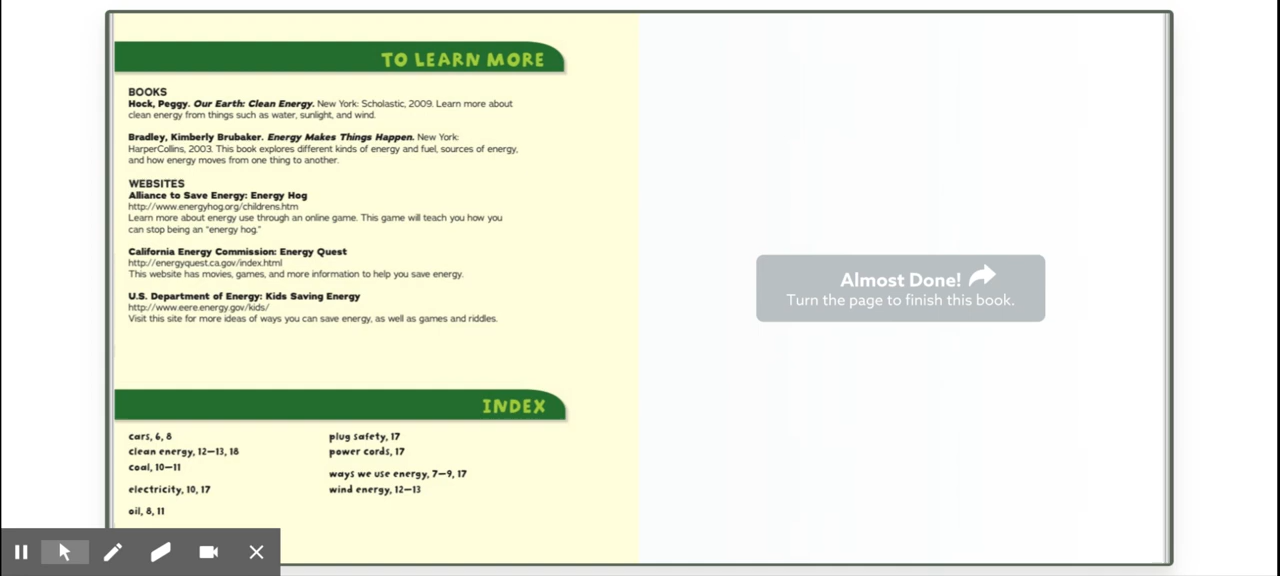 TO LEARN MORE
BOOKS
Hock, Peggy. Our Earth: Clean Energy. New York: Scholastic, 2009. Learn more about
clean energy from things such as water, sunlight, and wind.
Bradley, Kimberly Brubaker. Energy Makes Things Happen. New York:
HarperCollins, 2003. This book explores different kinds of energy and fuel, sources of energy,
and how energy moves from one thing to another.
WEBSITES
Alliance to Save Energy: Energy Hog
http://www.energyhog.org/childrens.htm
Learn more about energy use through an online game. This game will teach you how you
can stop being an "energy hog."
California Energy Commission: Energy Quest
http://energyquest.ca.gov/index.html
This website has movies, games, and more information to help you save energy.
U.S. Department of Energy: Kids Saving Energy
http://www.eere.energy.gov/kids/
Visit this site for more ideas of ways you can save energy, as well as games and riddles.
INDEX
cars, 6, 8
clean energy, 12–13, 18
coal, 10–11
electricity, 10, 17
oil, 8, 11
plug safety, 17
power cords, 17
ways we use energy, 7–9, 17
wind energy, 12–13
Almost Done!
Turn the page to finish this book.